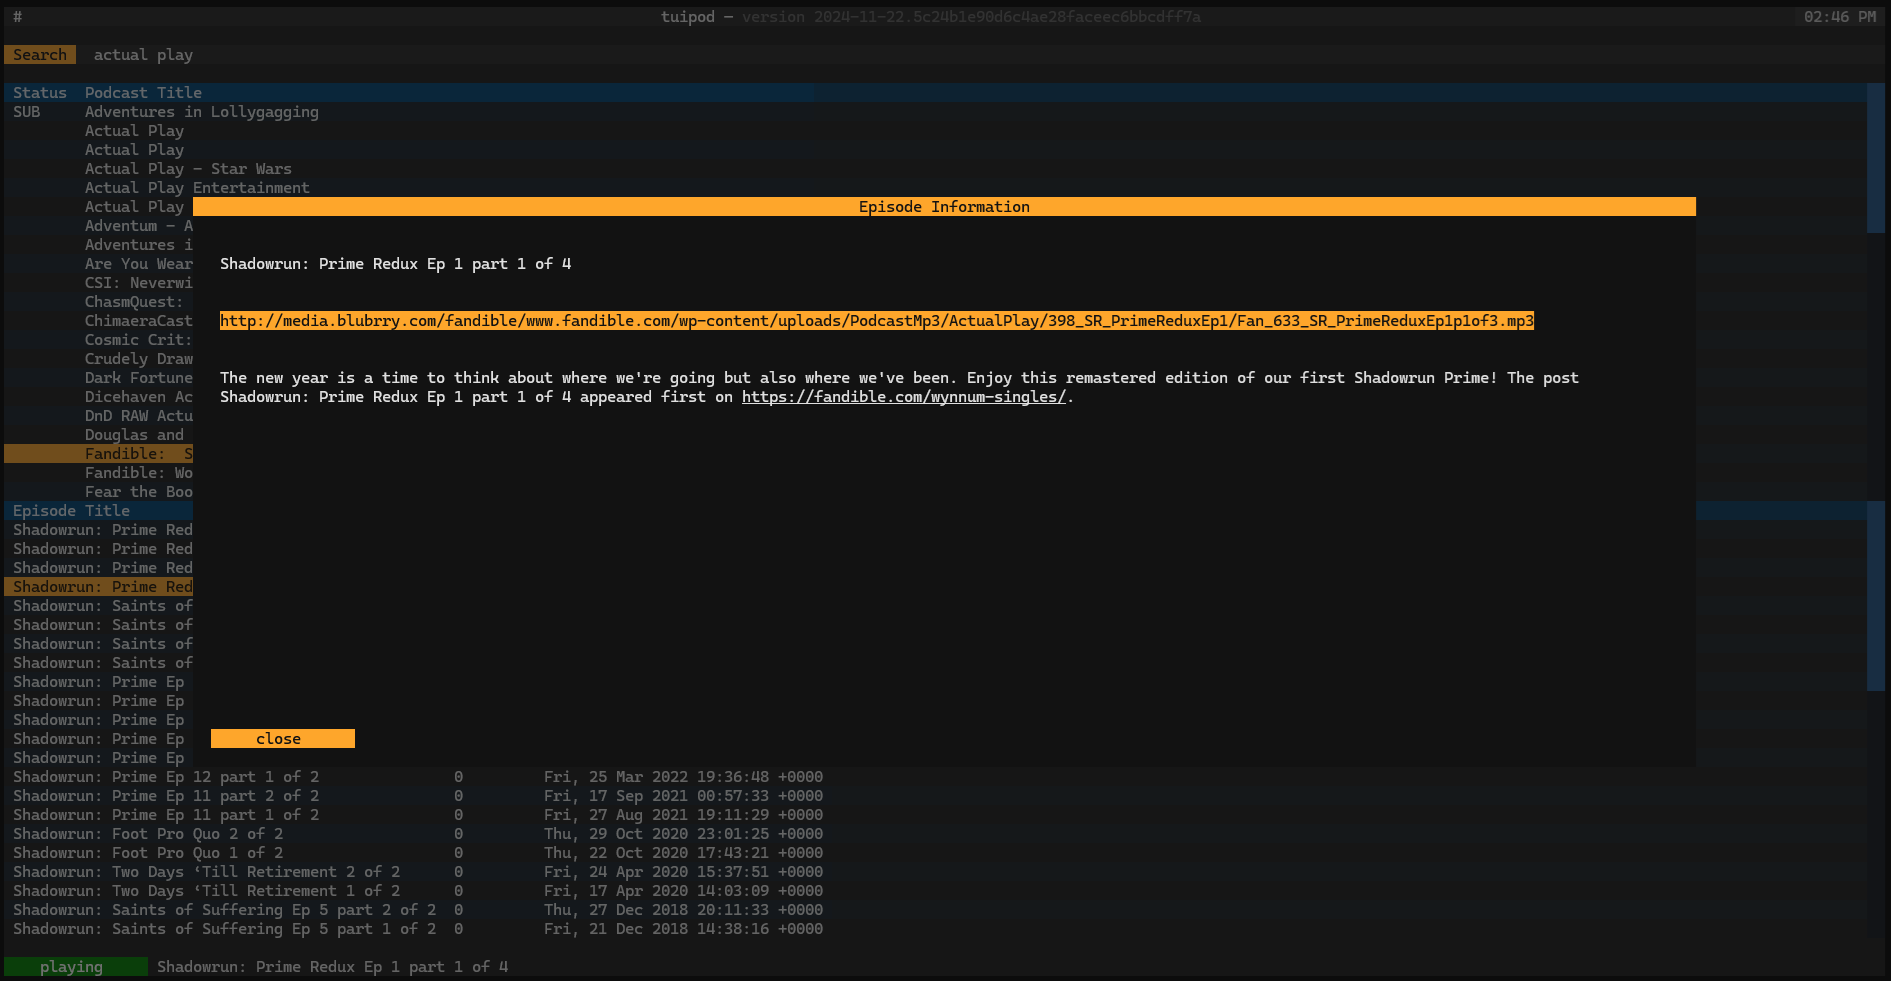 # tuipod — version 2024-11-22.5c24b1e90d6c4ae28faceec6bbcdff7a 02:46 PM
Search actual play
Status Podcast Title
SUB Adventures in Lollygagging
Actual Play
Actual Play
Actual Play – Star Wars
Actual Play Entertainment
Actual Play
Episode Information
Adventum – A
Adventures i
Are You Wear
CSI: Neverwi
ChasmQuest:
ChimaeraCast
Cosmic Crit:
Crudely Draw
Dark Fortune
Dicehaven Ac
DnD RAW Actu
Douglas and
Fandible: S
Fandible: Wo
Fear the Boo
Shadowrun: Prime Redux Ep 1 part 1 of 4
http://media.blubrry.com/fandible/www.fandible.com/wp-content/uploads/PodcastMp3/ActualPlay/398_SR_PrimeReduxEp1/Fan_633_SR_PrimeReduxEp1p1of3.mp3
The new year is a time to think about where we're going but also where we've been. Enjoy this remastered edition of our first Shadowrun Prime! The post
Shadowrun: Prime Redux Ep 1 part 1 of 4 appeared first on https://fandible.com/wynnum-singles/.
close
Episode Title
Shadowrun: Prime Red
Shadowrun: Prime Red
Shadowrun: Prime Red
Shadowrun: Prime Red
Shadowrun: Saints of
Shadowrun: Saints of
Shadowrun: Saints of
Shadowrun: Saints of
Shadowrun: Prime Ep
Shadowrun: Prime Ep
Shadowrun: Prime Ep
Shadowrun: Prime Ep
Shadowrun: Prime Ep
Shadowrun: Prime Ep 12 part 1 of 2 0 Fri, 25 Mar 2022 19:36:48 +0000
Shadowrun: Prime Ep 11 part 2 of 2 0 Fri, 17 Sep 2021 00:57:33 +0000
Shadowrun: Prime Ep 11 part 1 of 2 0 Fri, 27 Aug 2021 19:11:29 +0000
Shadowrun: Foot Pro Quo 2 of 2 0 Thu, 29 Oct 2020 23:01:25 +0000
Shadowrun: Foot Pro Quo 1 of 2 0 Thu, 22 Oct 2020 17:43:21 +0000
Shadowrun: Two Days ‘Till Retirement 2 of 2 0 Fri, 24 Apr 2020 15:37:51 +0000
Shadowrun: Two Days ‘Till Retirement 1 of 2 0 Fri, 17 Apr 2020 14:03:09 +0000
Shadowrun: Saints of Suffering Ep 5 part 2 of 2 0 Thu, 27 Dec 2018 20:11:33 +0000
Shadowrun: Saints of Suffering Ep 5 part 1 of 2 0 Fri, 21 Dec 2018 14:38:16 +0000
playing Shadowrun: Prime Redux Ep 1 part 1 of 4